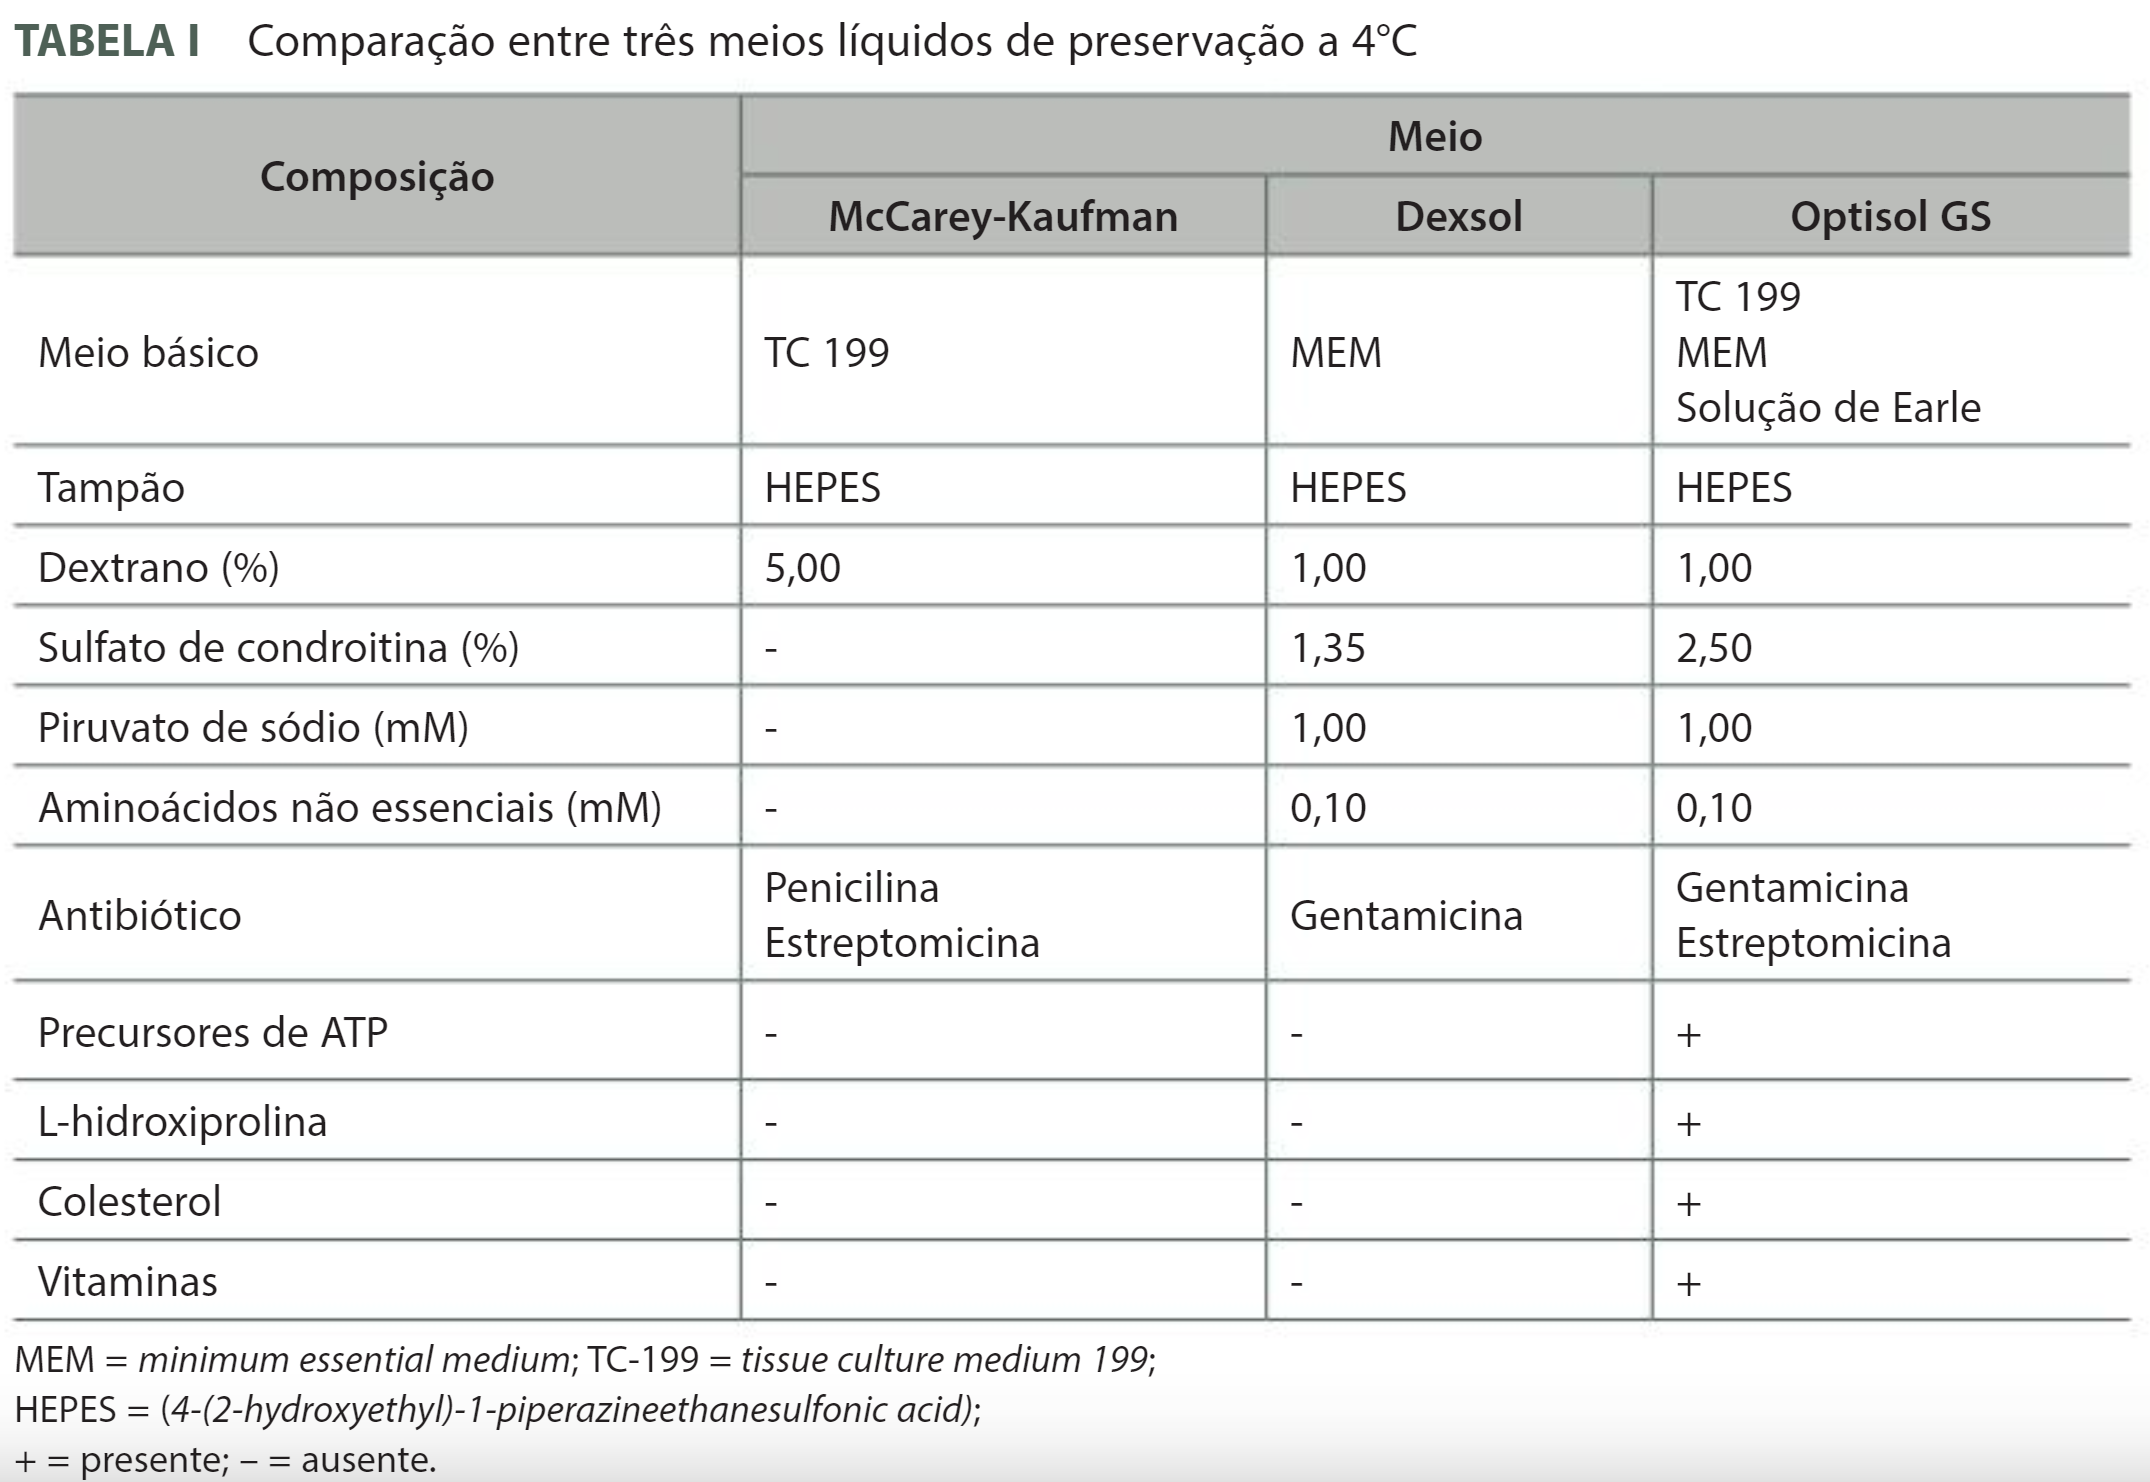 TABELA I Comparação entre três meios líquidos de preservação a 4°C
Composição
Meio
McCarey-Kaufman Dexsol Optisol GS
Meio básico TC 199 MEM TC 199
MEM
Solução de Earle
Tampão HEPES HEPES HEPES
Dextrano (%) 5,00 1,00 1,00
Sulfato de condroitina (%) - 1,35 2,50
Piruvato de sódio (mM) - 1,00 1,00
Aminoácidos não essenciais (mM) - 0,10 0,10
Antibiótico Penicilina
Estreptomicina Gentamicina Gentamicina
Estreptomicina
Precursores de ATP - - +
L-hidroxiprolina - - +
Colesterol - - +
Vitaminas - - +
MEM = minimum essential medium; TC-199 = tissue culture medium 199;
HEPES = (4-(2-hydroxyethyl)-1-piperazineethanesulfonic acid);
+ = presente; – = ausente.